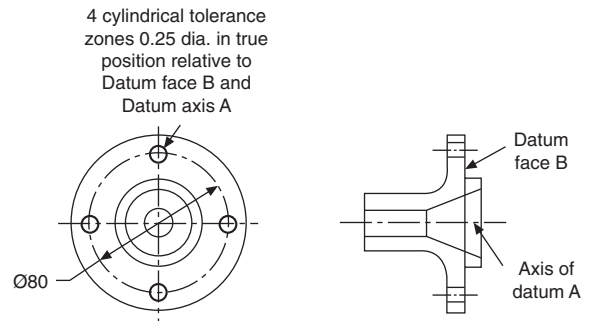 4 cylindrical tolerance
zones 0.25 dia. in true
position relative to
Datum face B and
Datum axis A
Ø80
Datum
face B
Axis of
datum A